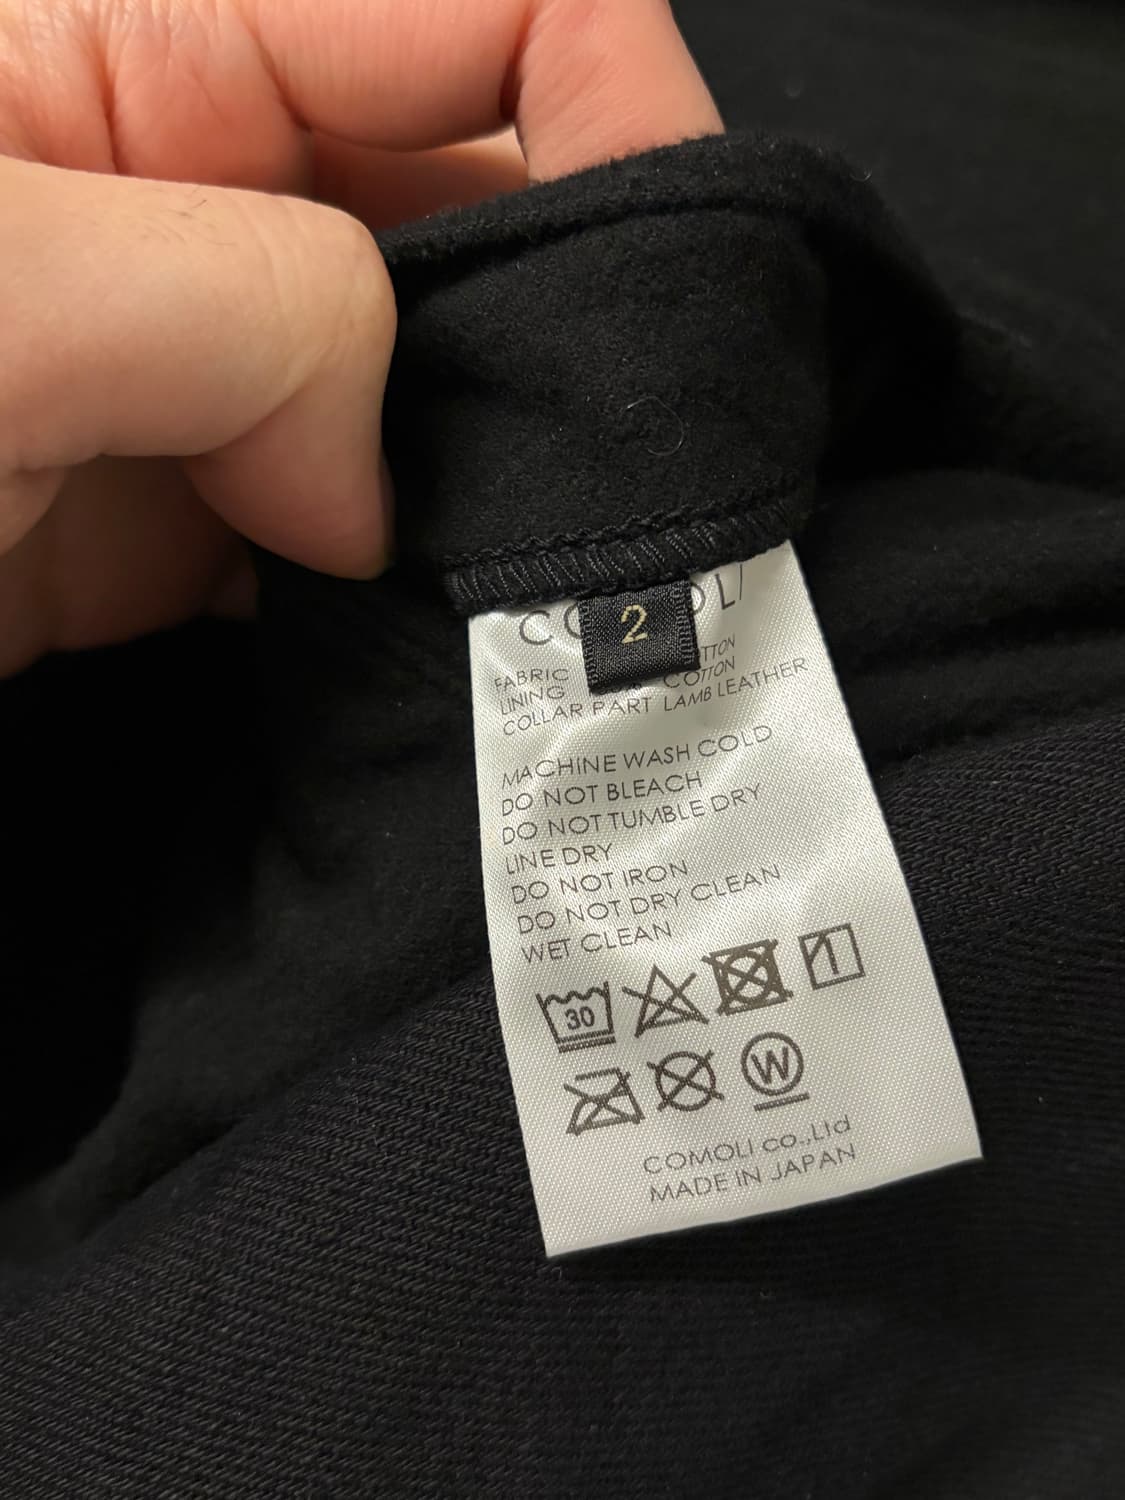 2
FABRIC
LINING COTTON
COLLAR PART LAMB LEATHER
MACHINE WASH COLD
DO NOT BLEACH
DO NOT TUMBLE DRY
LINE DRY
DO NOT IRON
DO NOT DRY CLEAN
WET CLEAN
30
W
COMOLI co.,Ltd
MADE IN JAPAN